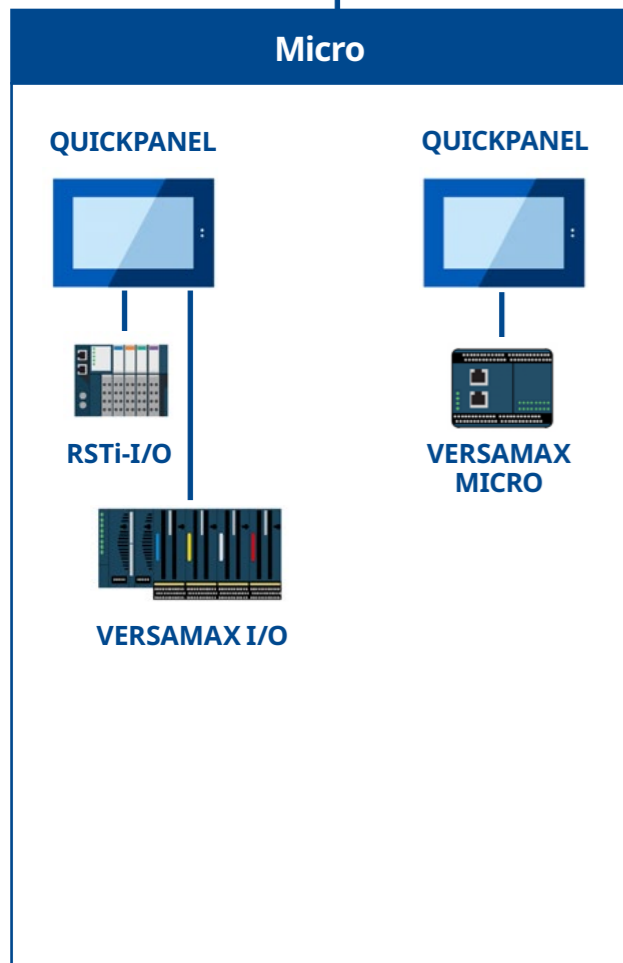 Micro
QUICKPANEL
RSTi-I/O
VERSAMAX I/O
QUICKPANEL
VERSAMAX
MICRO